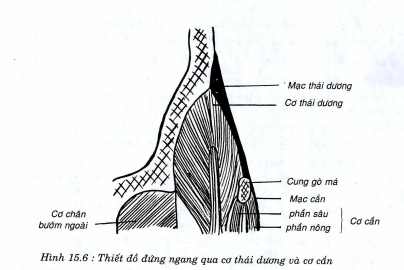 Mạc thái dương
Cơ thái dương
Cung gò má
Mạc cắn
phần sâu
phần nông
Cơ cắn
Cơ chân
bướm ngoài
Hình 15.6 : Thiết đồ đứng ngang qua cơ thái dương và cơ cắn